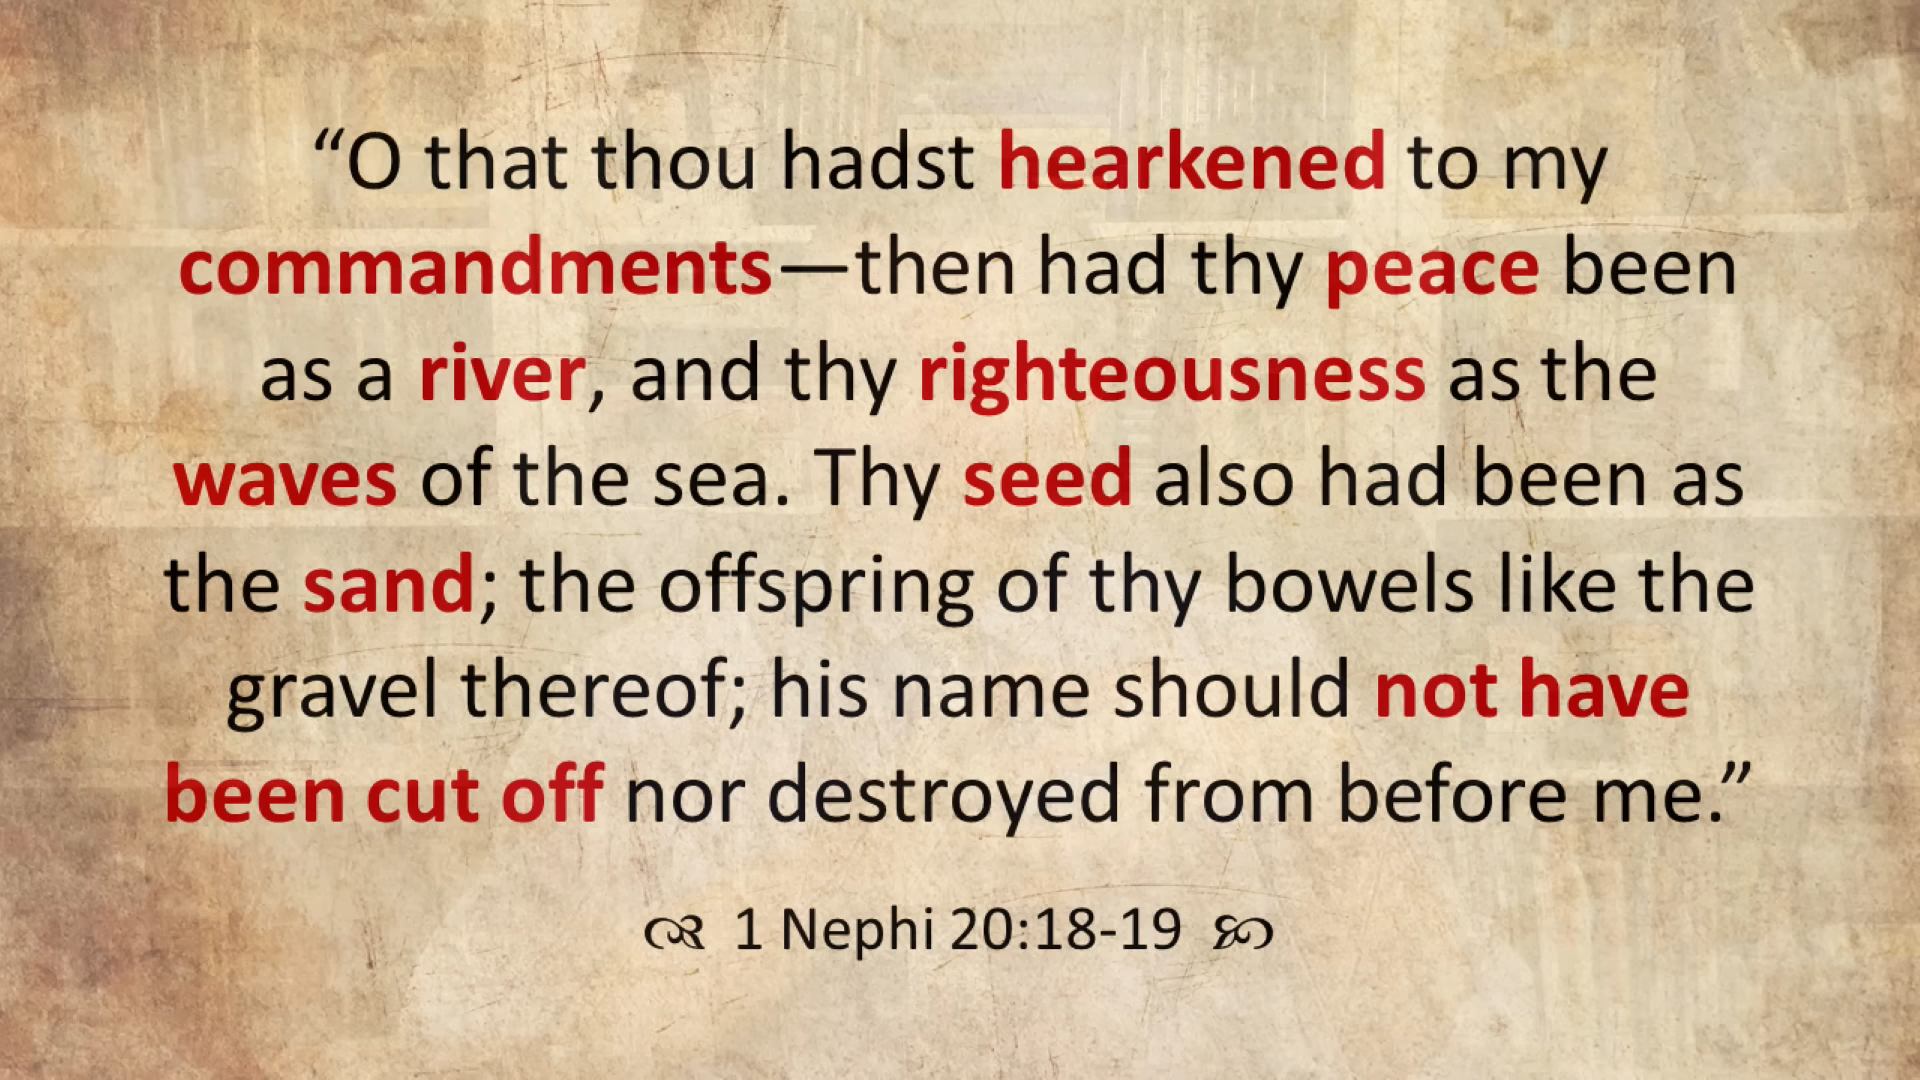 “O that thou hadst hearkened to my
commandments—then had thy peace been
as a river, and thy righteousness as the
waves of the sea. Thy seed also had been as
the sand; the offspring of thy bowels like the
gravel thereof; his name should not have
been cut off nor destroyed from before me.”
1 Nephi 20:18-19